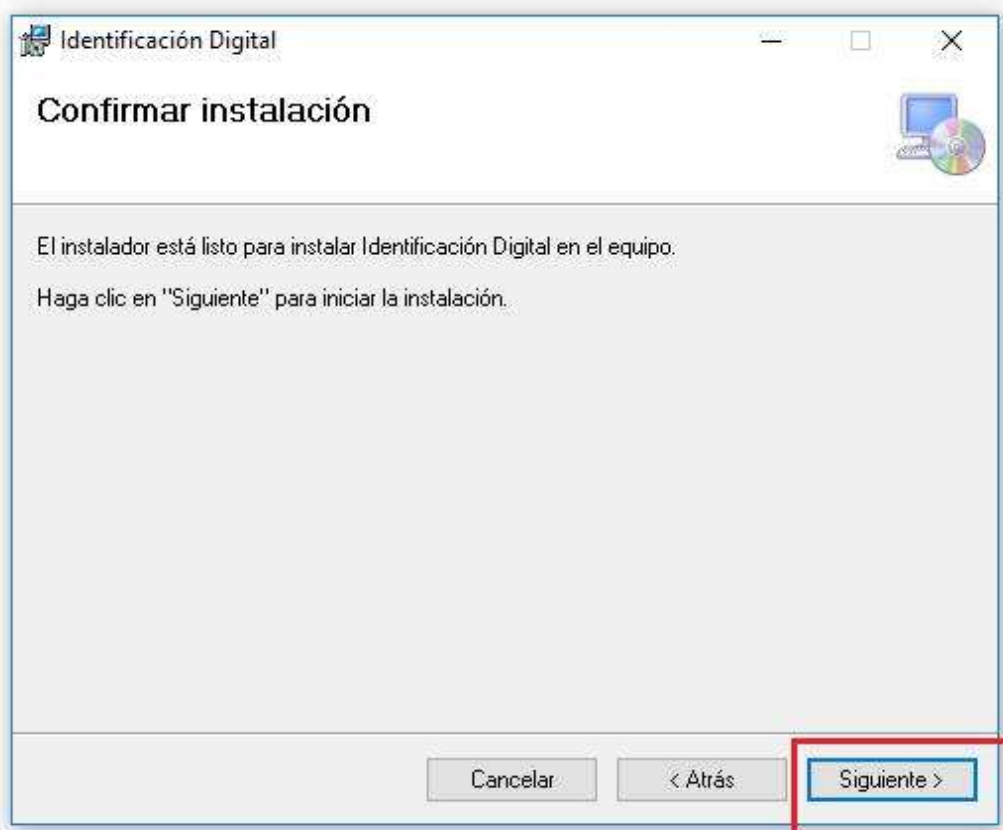 Identificación Digital
Confirmar instalación
El instalador está listo para instalar Identificación Digital en el equipo.
Haga clic en "Siguiente" para iniciar la instalación.
Cancelar
< Atrás
Siguiente >